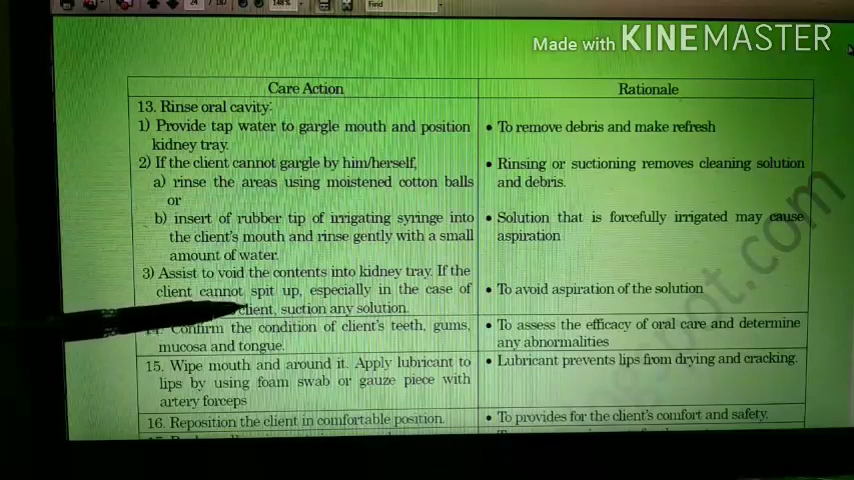 24 / 187
148%
Find
Made with KINEMASTER
Care Action
Rationale
13. Rinse oral cavity:
1) Provide tap water to gargle mouth and position
kidney tray.
• To remove debris and make refresh
2) If the client cannot gargle by him/herself,
a) rinse the areas using moistened cotton balls
or
• Rinsing or suctioning removes cleaning solution
and debris.
b) insert of rubber tip of irrigating syringe into
the client's mouth and rinse gently with a small
amount of water
• Solution that is forcefully irrigated may cause
aspiration
3) Assist to void the contents into kidney tray. If the
client cannot spit up, especially in the case of
client, suction any solution.
• To avoid aspiration of the solution
14. Confirm the condition of client's teeth, gums,
mucosa and tongue.
• To assess the efficacy of oral care and determine
any abnormalities
15. Wipe mouth and around it. Apply lubricant to
lips by using foam swab or gauze piece with
artery forceps
• Lubricant prevents lips from drying and cracking.
16. Reposition the client in comfortable position.
• To provides for the client's comfort and safety.
spot.com